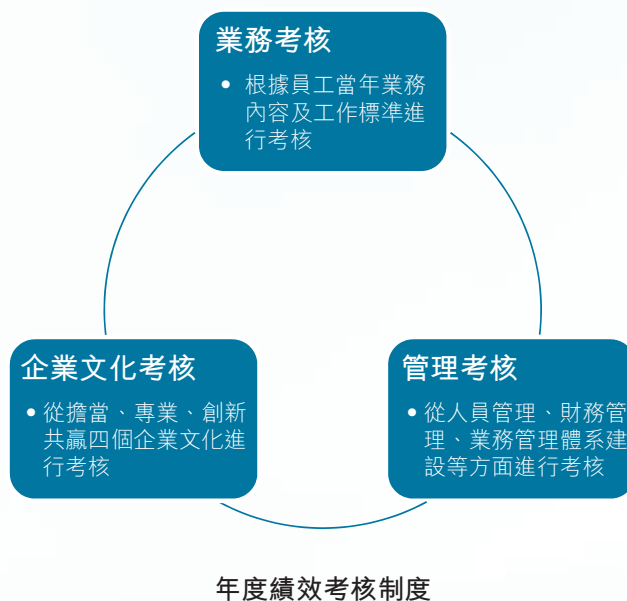 業務考核
• 根據員工當年業務
內容及工作標準進
行考核
企業文化考核
• 從擔當、專業、創新
共贏四個企業文化進
行考核
管理考核
• 從人員管理、財務管
理、業務管理體系建
設等方面進行考核
年度績效考核制度